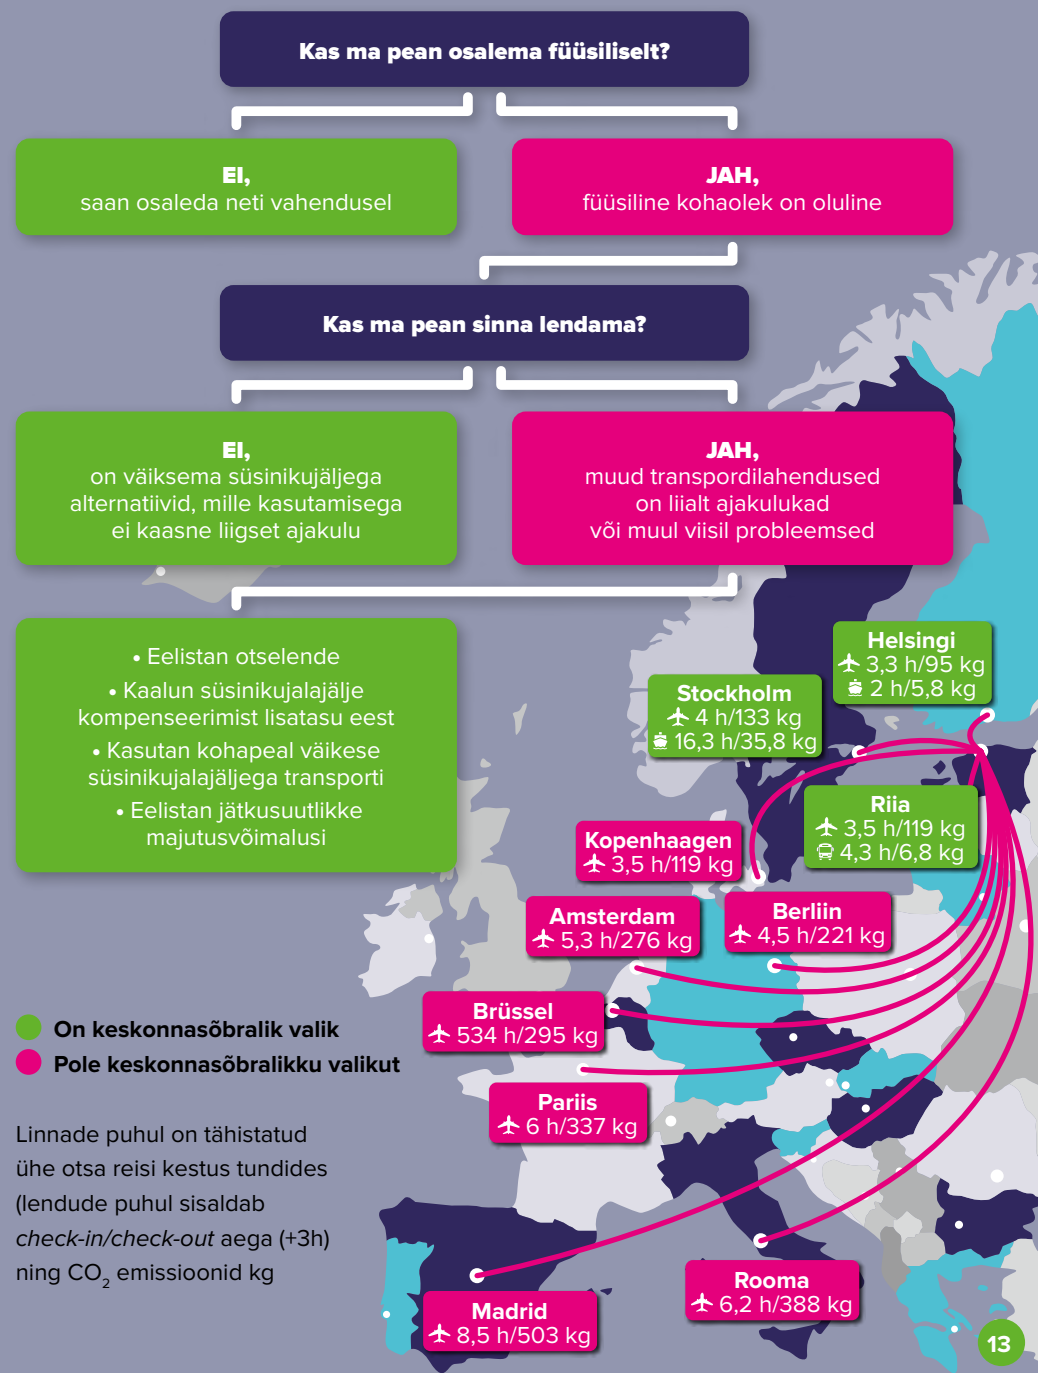 Kas ma pean osalema füüsiliselt?
EI,
saan osaleda neti vahendusel
JAH,
füüsiline kohaolek on oluline
Kas ma pean sinna lendama?
EI,
on väiksema süsinikujäljega
alternatiivid, mille kasutamisega
ei kaasne liigset ajakulu
JAH,
muud transpordilahendused
on liialt ajakulukad
või muul viisil probleemsed
• Eelistan otselende
• Kaalun süsinikujalajälje
kompenseerimist lisatasu eest
• Kasutan kohapeal väikese
süsinikujalajäljega transporti
• Eelistan jätkusuutlikke
majutusvõimalusi
Helsingi
3,3 h/95 kg
2 h/5,8 kg
Stockholm
4 h/133 kg
16,3 h/35,8 kg
Riia
3,5 h/119 kg
4,3 h/6,8 kg
Kopenhaagen
3,5 h/119 kg
Amsterdam
5,3 h/276 kg
Berliin
4,5 h/221 kg
Brüssel
534 h/295 kg
Pariis
6 h/337 kg
Madrid
8,5 h/503 kg
Rooma
6,2 h/388 kg
On keskonnasõbralik valik
Pole keskonnasõbralikku valikut
Linnade puhul on tähistatud
ühe otsa reisi kestus tundides
(lendude puhul sisaldab
check-in/check-out aega (+3h)
ning CO₂ emissioonid kg
13